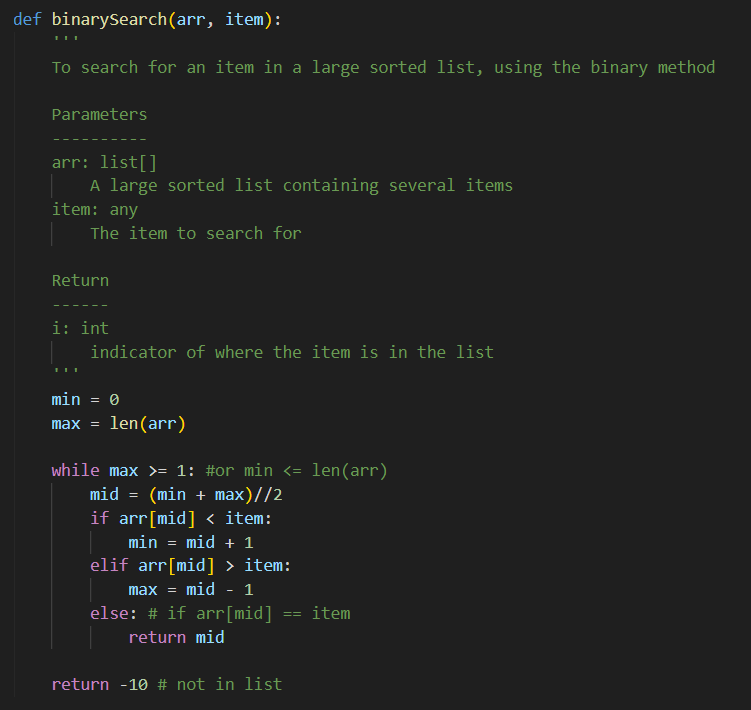 def binarySearch(arr, item):
    '''
    To search for an item in a large sorted list, using the binary method

    Parameters
    ----------
    arr: list[]
        A large sorted list containing several items
    item: any
        The item to search for

    Return
    ------
    i: int
        indicator of where the item is in the list
    '''
    min = 0
    max = len(arr)

    while max >= 1: #or min <= len(arr)
        mid = (min + max)//2
        if arr[mid] < item:
            min = mid + 1
        elif arr[mid] > item:
            max = mid - 1
        else: # if arr[mid] == item
            return mid

    return -10 # not in list